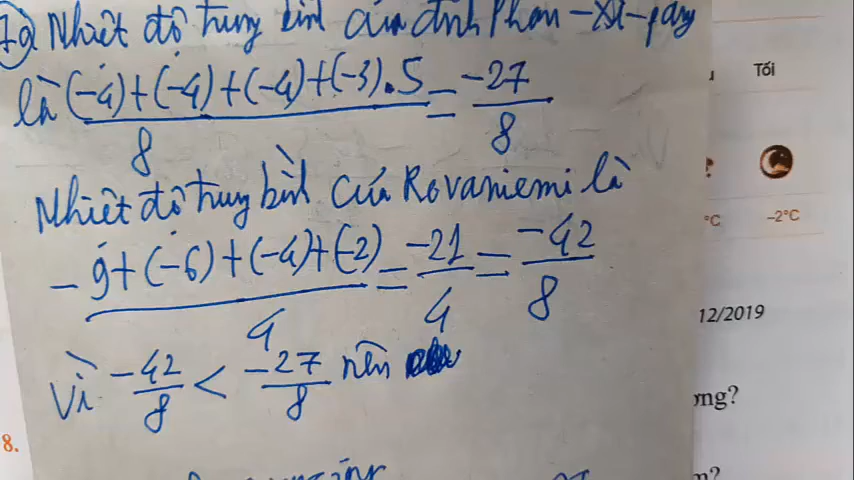 7a Nhiệt độ trung bình của đỉnh Phan-xi-păng
là (-4)+(-4)+(-4)+(-3).5 / 8 = -27/8
Nhiệt độ trung bình của Rovaniemi là
-9+(-6)+(-4)+(-2) / 4 = -21/4 = -42/8
Vì -42/8 < -27/8 nên
8.
Tối
°C
-2°C
12/2019
ng?
?